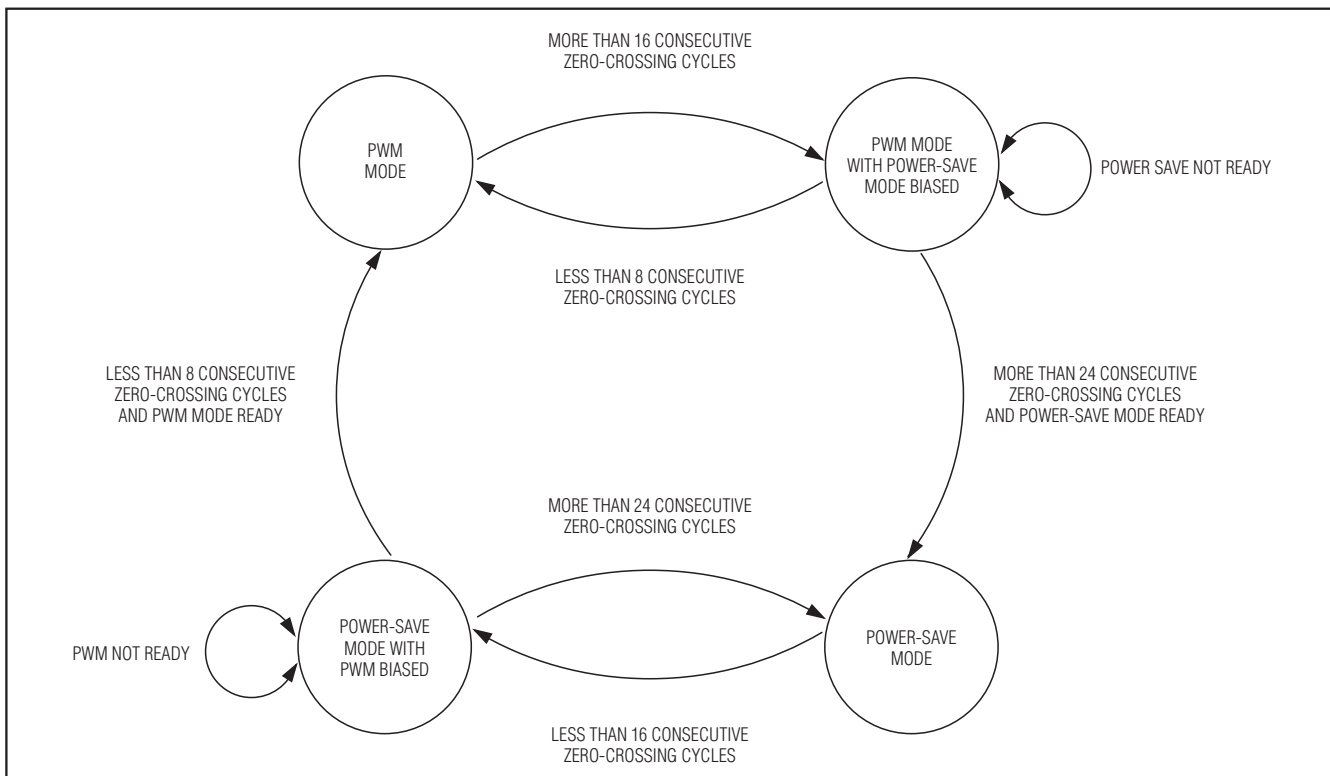 MORE THAN 16 CONSECUTIVE
ZERO-CROSSING CYCLES
PWM
MODE
PWM MODE
WITH POWER-SAVE
MODE BIASED
POWER SAVE NOT READY
LESS THAN 8 CONSECUTIVE
ZERO-CROSSING CYCLES
LESS THAN 8 CONSECUTIVE
ZERO-CROSSING CYCLES
AND PWM MODE READY
MORE THAN 24 CONSECUTIVE
ZERO-CROSSING CYCLES
AND POWER-SAVE MODE READY
MORE THAN 24 CONSECUTIVE
ZERO-CROSSING CYCLES
PWM NOT READY
POWER-SAVE
MODE WITH
PWM BIASED
POWER-SAVE
MODE
LESS THAN 16 CONSECUTIVE
ZERO-CROSSING CYCLES